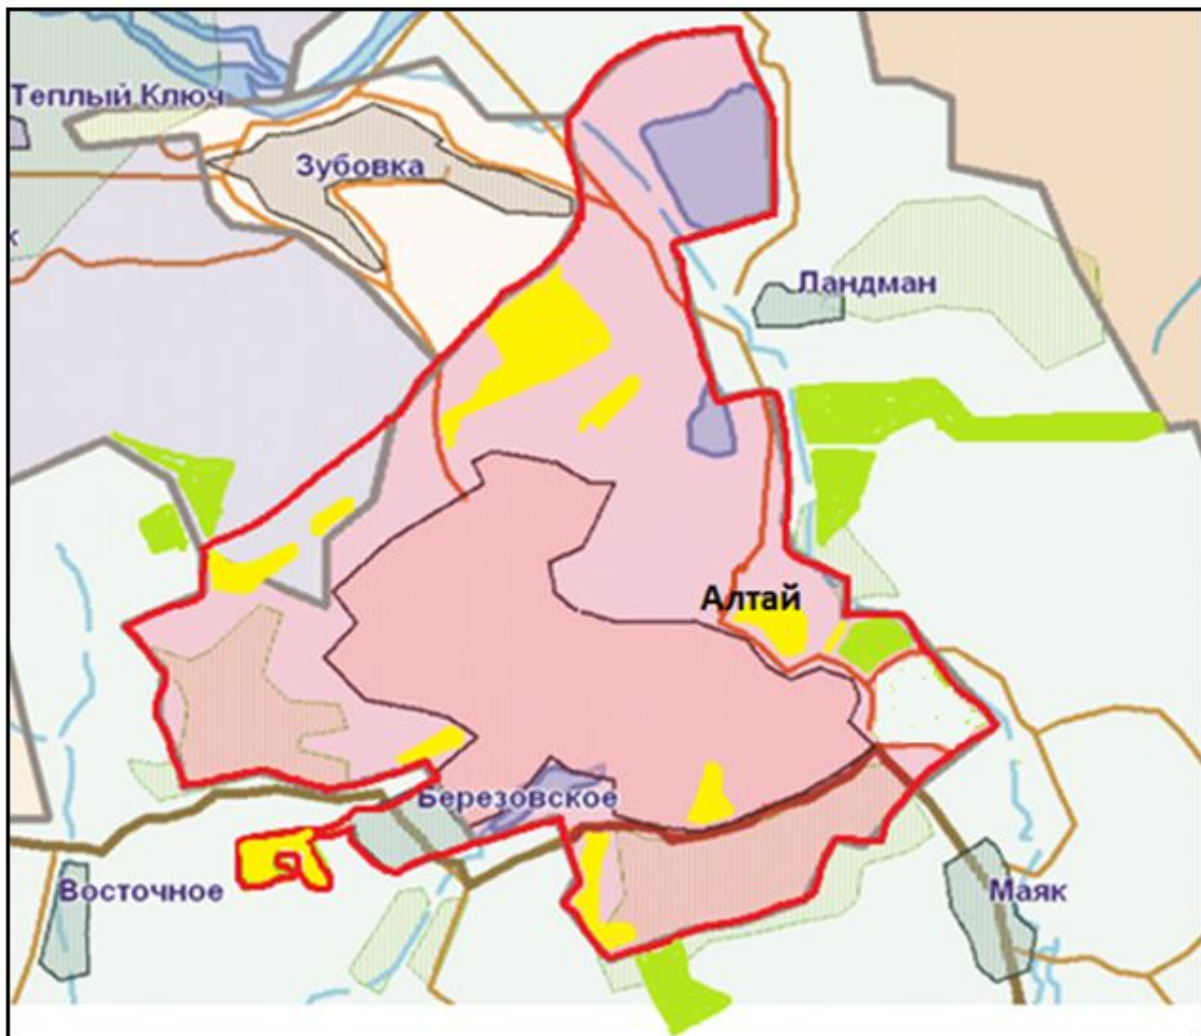 Теплый Ключ
Зубовка
к
Ландман
Алтай
Березовское
Восточное
Маяк